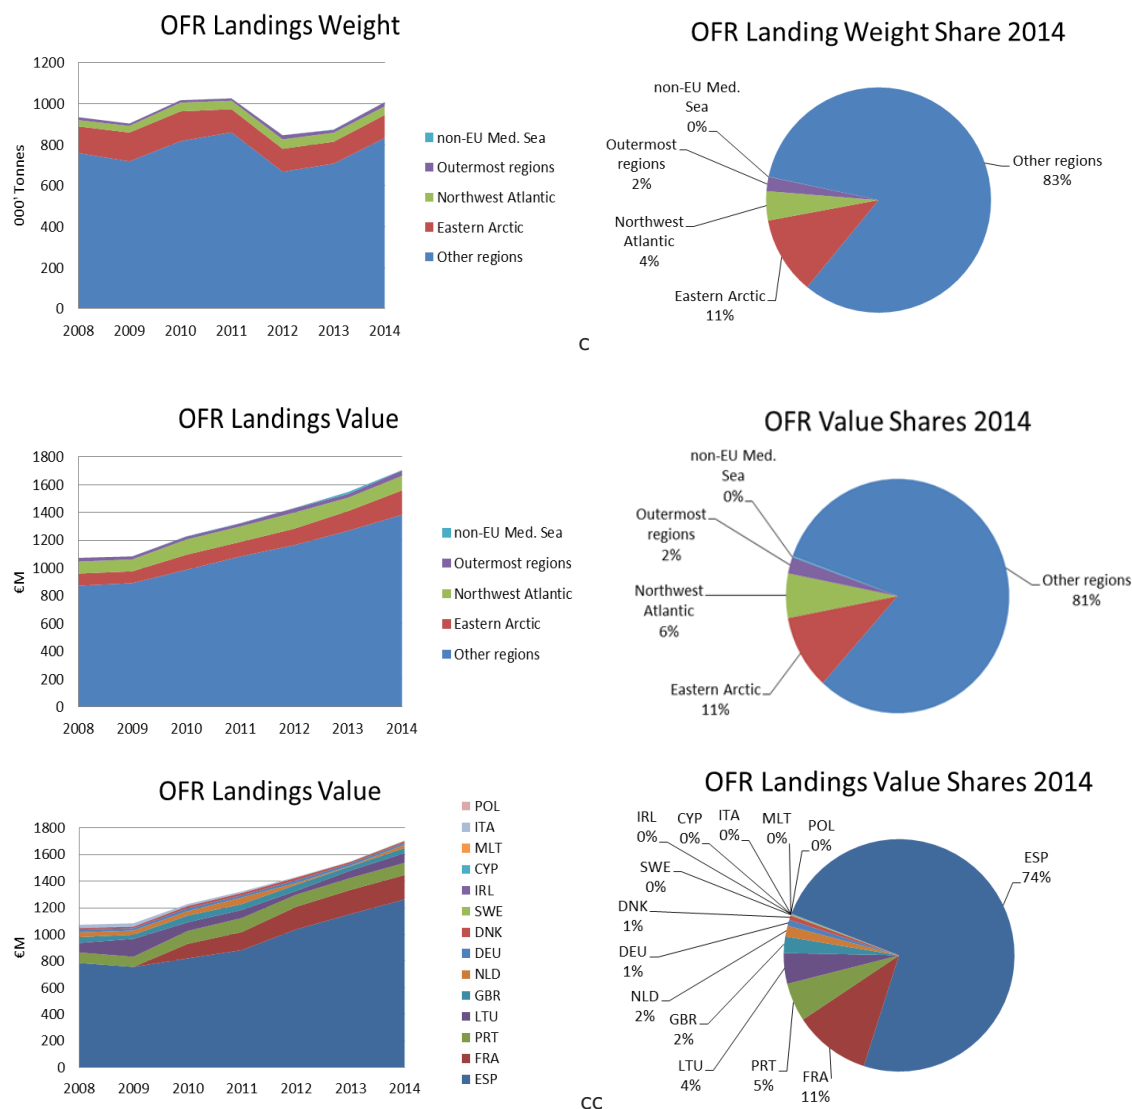 OFR Landings Weight
1200
1000
800
600
400
200
0
000' Tonnes
2008 2009 2010 2011 2012 2013 2014
non-EU Med. Sea
Outermost regions
Northwest Atlantic
Eastern Arctic
Other regions
OFR Landing Weight Share 2014
non-EU Med.
Sea
0%
Outermost
regions
2%
Northwest
Atlantic
4%
Eastern Arctic
11%
Other regions
83%
C
OFR Landings Value
1800
1600
1400
1200
1000
800
600
400
200
0
€M
2008 2009 2010 2011 2012 2013 2014
non-EU Med. Sea
Outermost regions
Northwest Atlantic
Eastern Arctic
Other regions
OFR Value Shares 2014
non-EU Med.
Sea
0%
Outermost
regions
2%
Northwest
Atlantic
6%
Eastern Arctic
11%
Other regions
81%
OFR Landings Value
1800
1600
1400
1200
1000
800
600
400
200
0
€M
2008 2009 2010 2011 2012 2013 2014
POL
ITA
MLT
CYP
IRL
SWE
DNK
DEU
NLD
GBR
LTU
PRT
FRA
ESP
OFR Landings Value Shares 2014
IRL
0%
CYP
0%
ITA
0%
MLT
0%
POL
0%
SWE
0%
DNK
1%
DEU
1%
NLD
2%
GBR
2%
LTU
4%
PRT
5%
FRA
11%
ESP
74%
CC